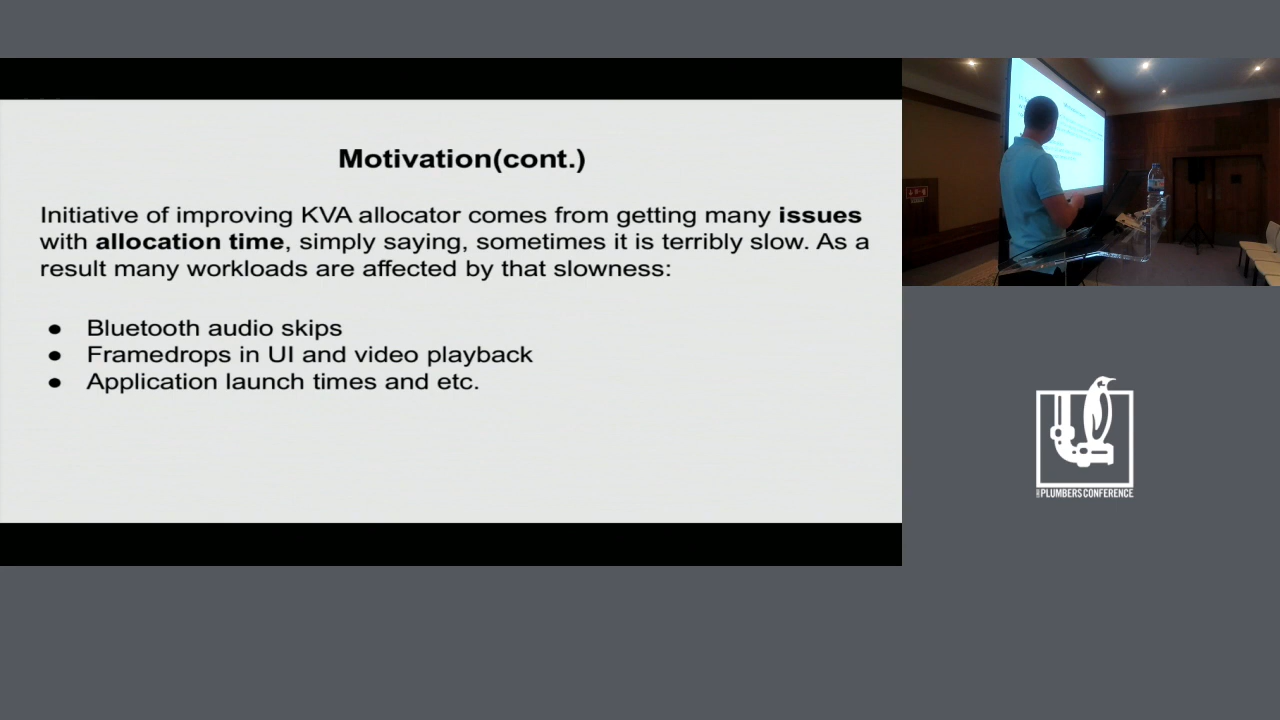 Motivation(cont.)
Initiative of improving KVA allocator comes from getting many issues
with allocation time, simply saying, sometimes it is terribly slow. As a
result many workloads are affected by that slowness:
● Bluetooth audio skips
● Framedrops in UI and video playback
● Application launch times and etc.
PLUMBERS CONFERENCE